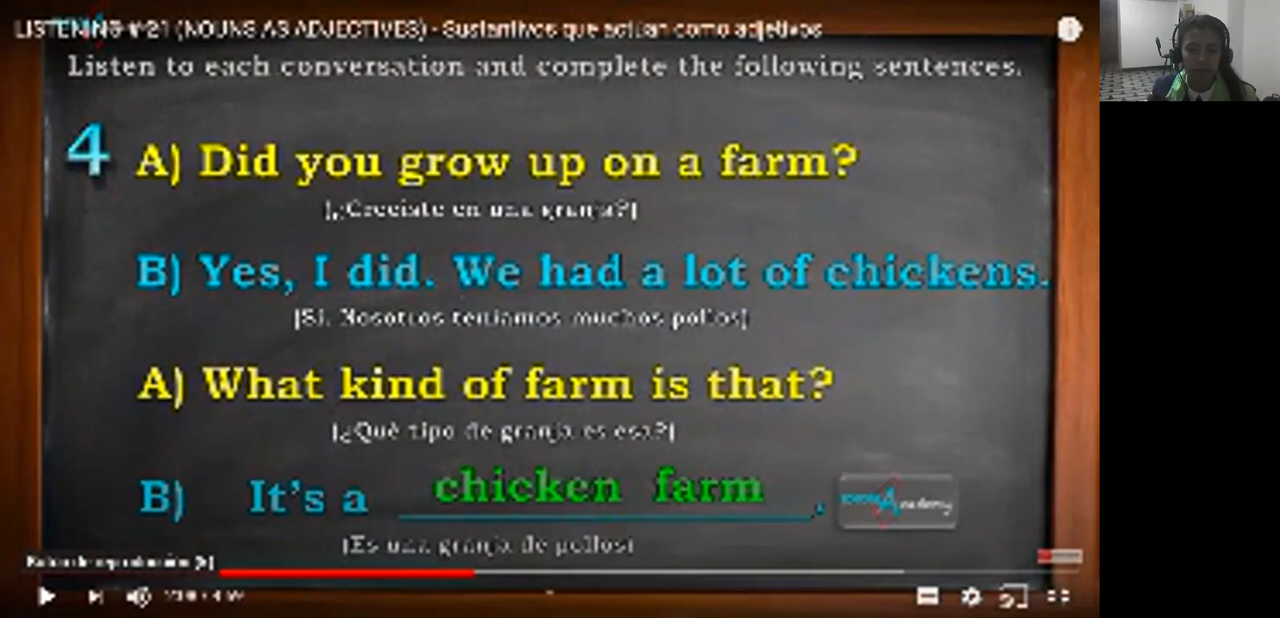 LISTENING # 21 (NOUNS AS ADJECTIVES) - Sustantivos que actúan como adjetivos
Listen to each conversation and complete the following sentences.
4 A) Did you grow up on a farm?
(¿Creciste en una granja?)
B) Yes, I did. We had a lot of chickens.
(Si. Nosotros teníamos muchos pollos)
A) What kind of farm is that?
(¿Qué tipo de granja es esa?)
B) It's a chicken farm.
Academy
(Es una granja de pollos)